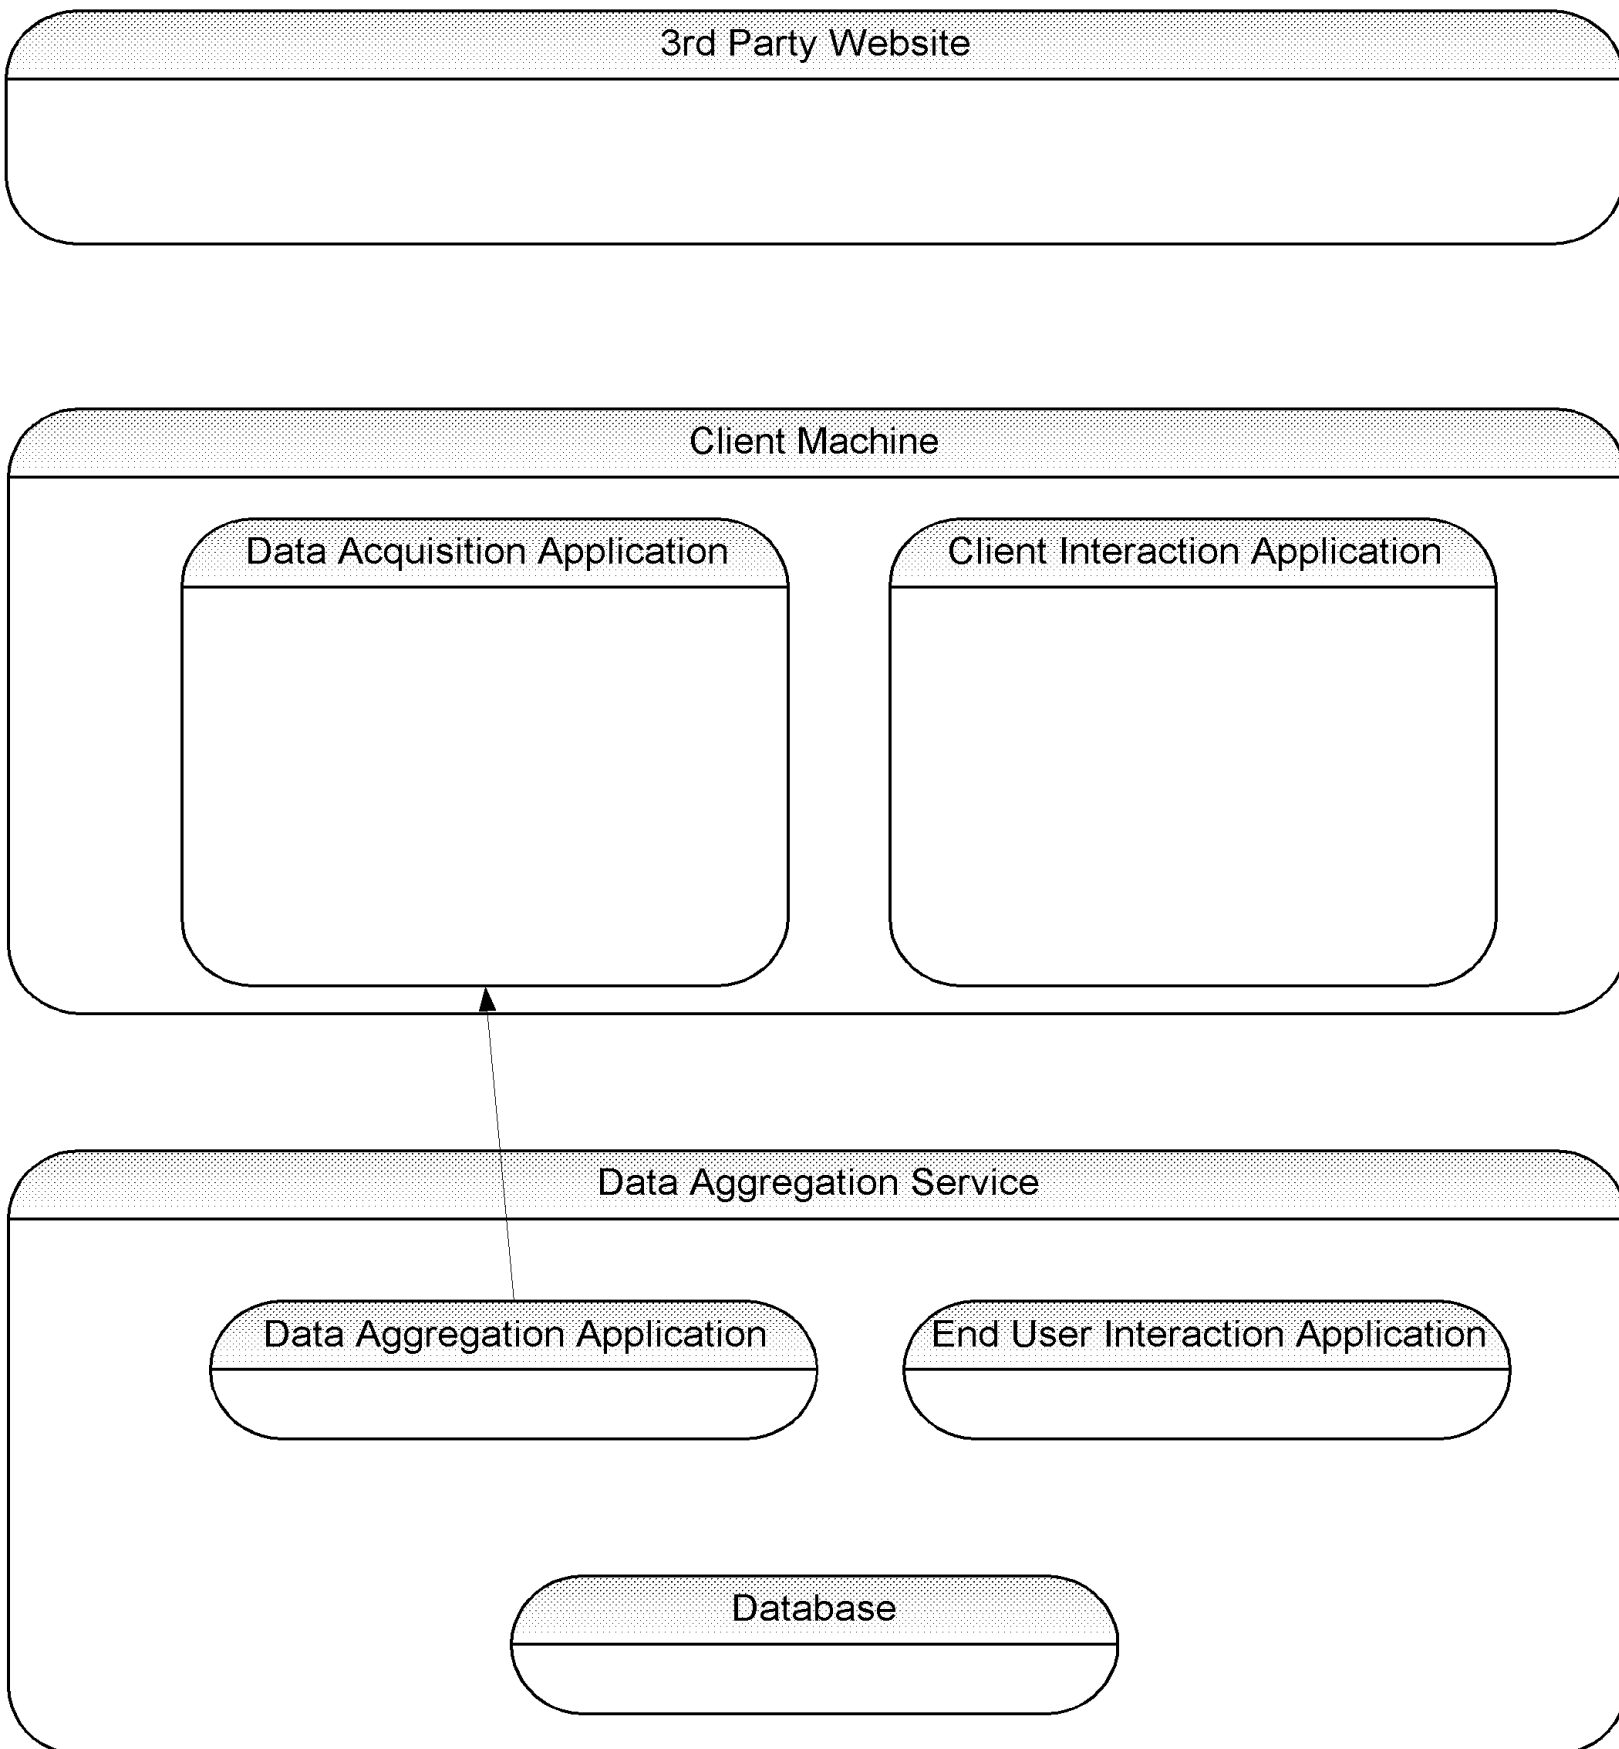 3rd Party Website
Client Machine
Data Acquisition Application
Client Interaction Application
Data Aggregation Service
Data Aggregation Application
End User Interaction Application
Database